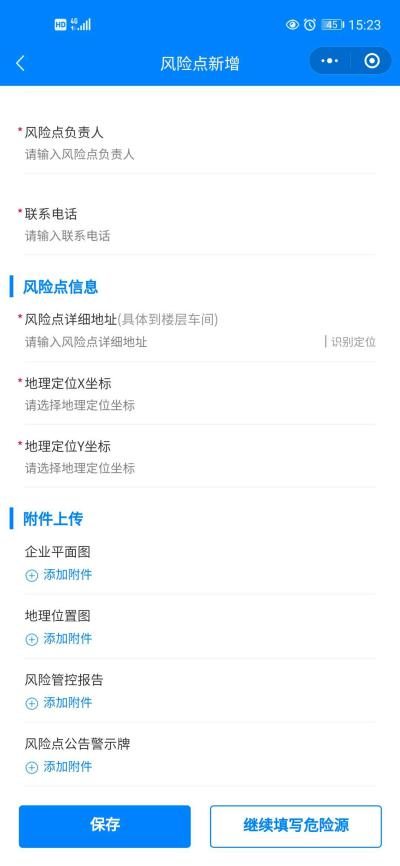 HD 4G 45 15:23
风险点新增
*风险点负责人
请输入风险点负责人
*联系电话
请输入联系电话
风险点信息
*风险点详细地址(具体到楼层车间)
请输入风险点详细地址 识别定位
*地理定位X坐标
请选择地理定位坐标
*地理定位Y坐标
请选择地理定位坐标
附件上传
企业平面图
添加附件
地理位置图
添加附件
风险管控报告
添加附件
风险点公告警示牌
添加附件
保存 继续填写危险源